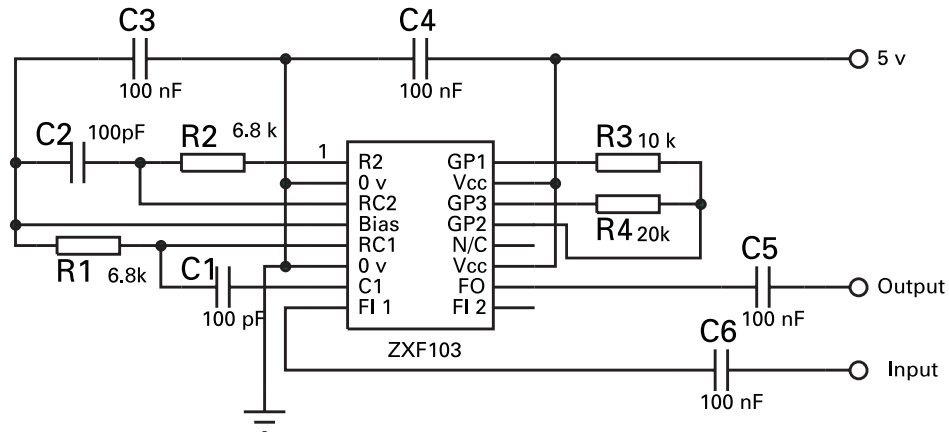 C3
C4
100 nF
100 nF
5 v
C2
100pF
R2
6.8 k
R3
10 k
1
R2
GP1
0 v
Vcc
RC2
GP3
R4
20k
Bias
GP2
RC1
N/C
R1
6.8k
C1
100 pF
0 v
Vcc
C5
100 nF
C1
FO
Output
FI 1
FI 2
ZXF103
C6
100 nF
Input